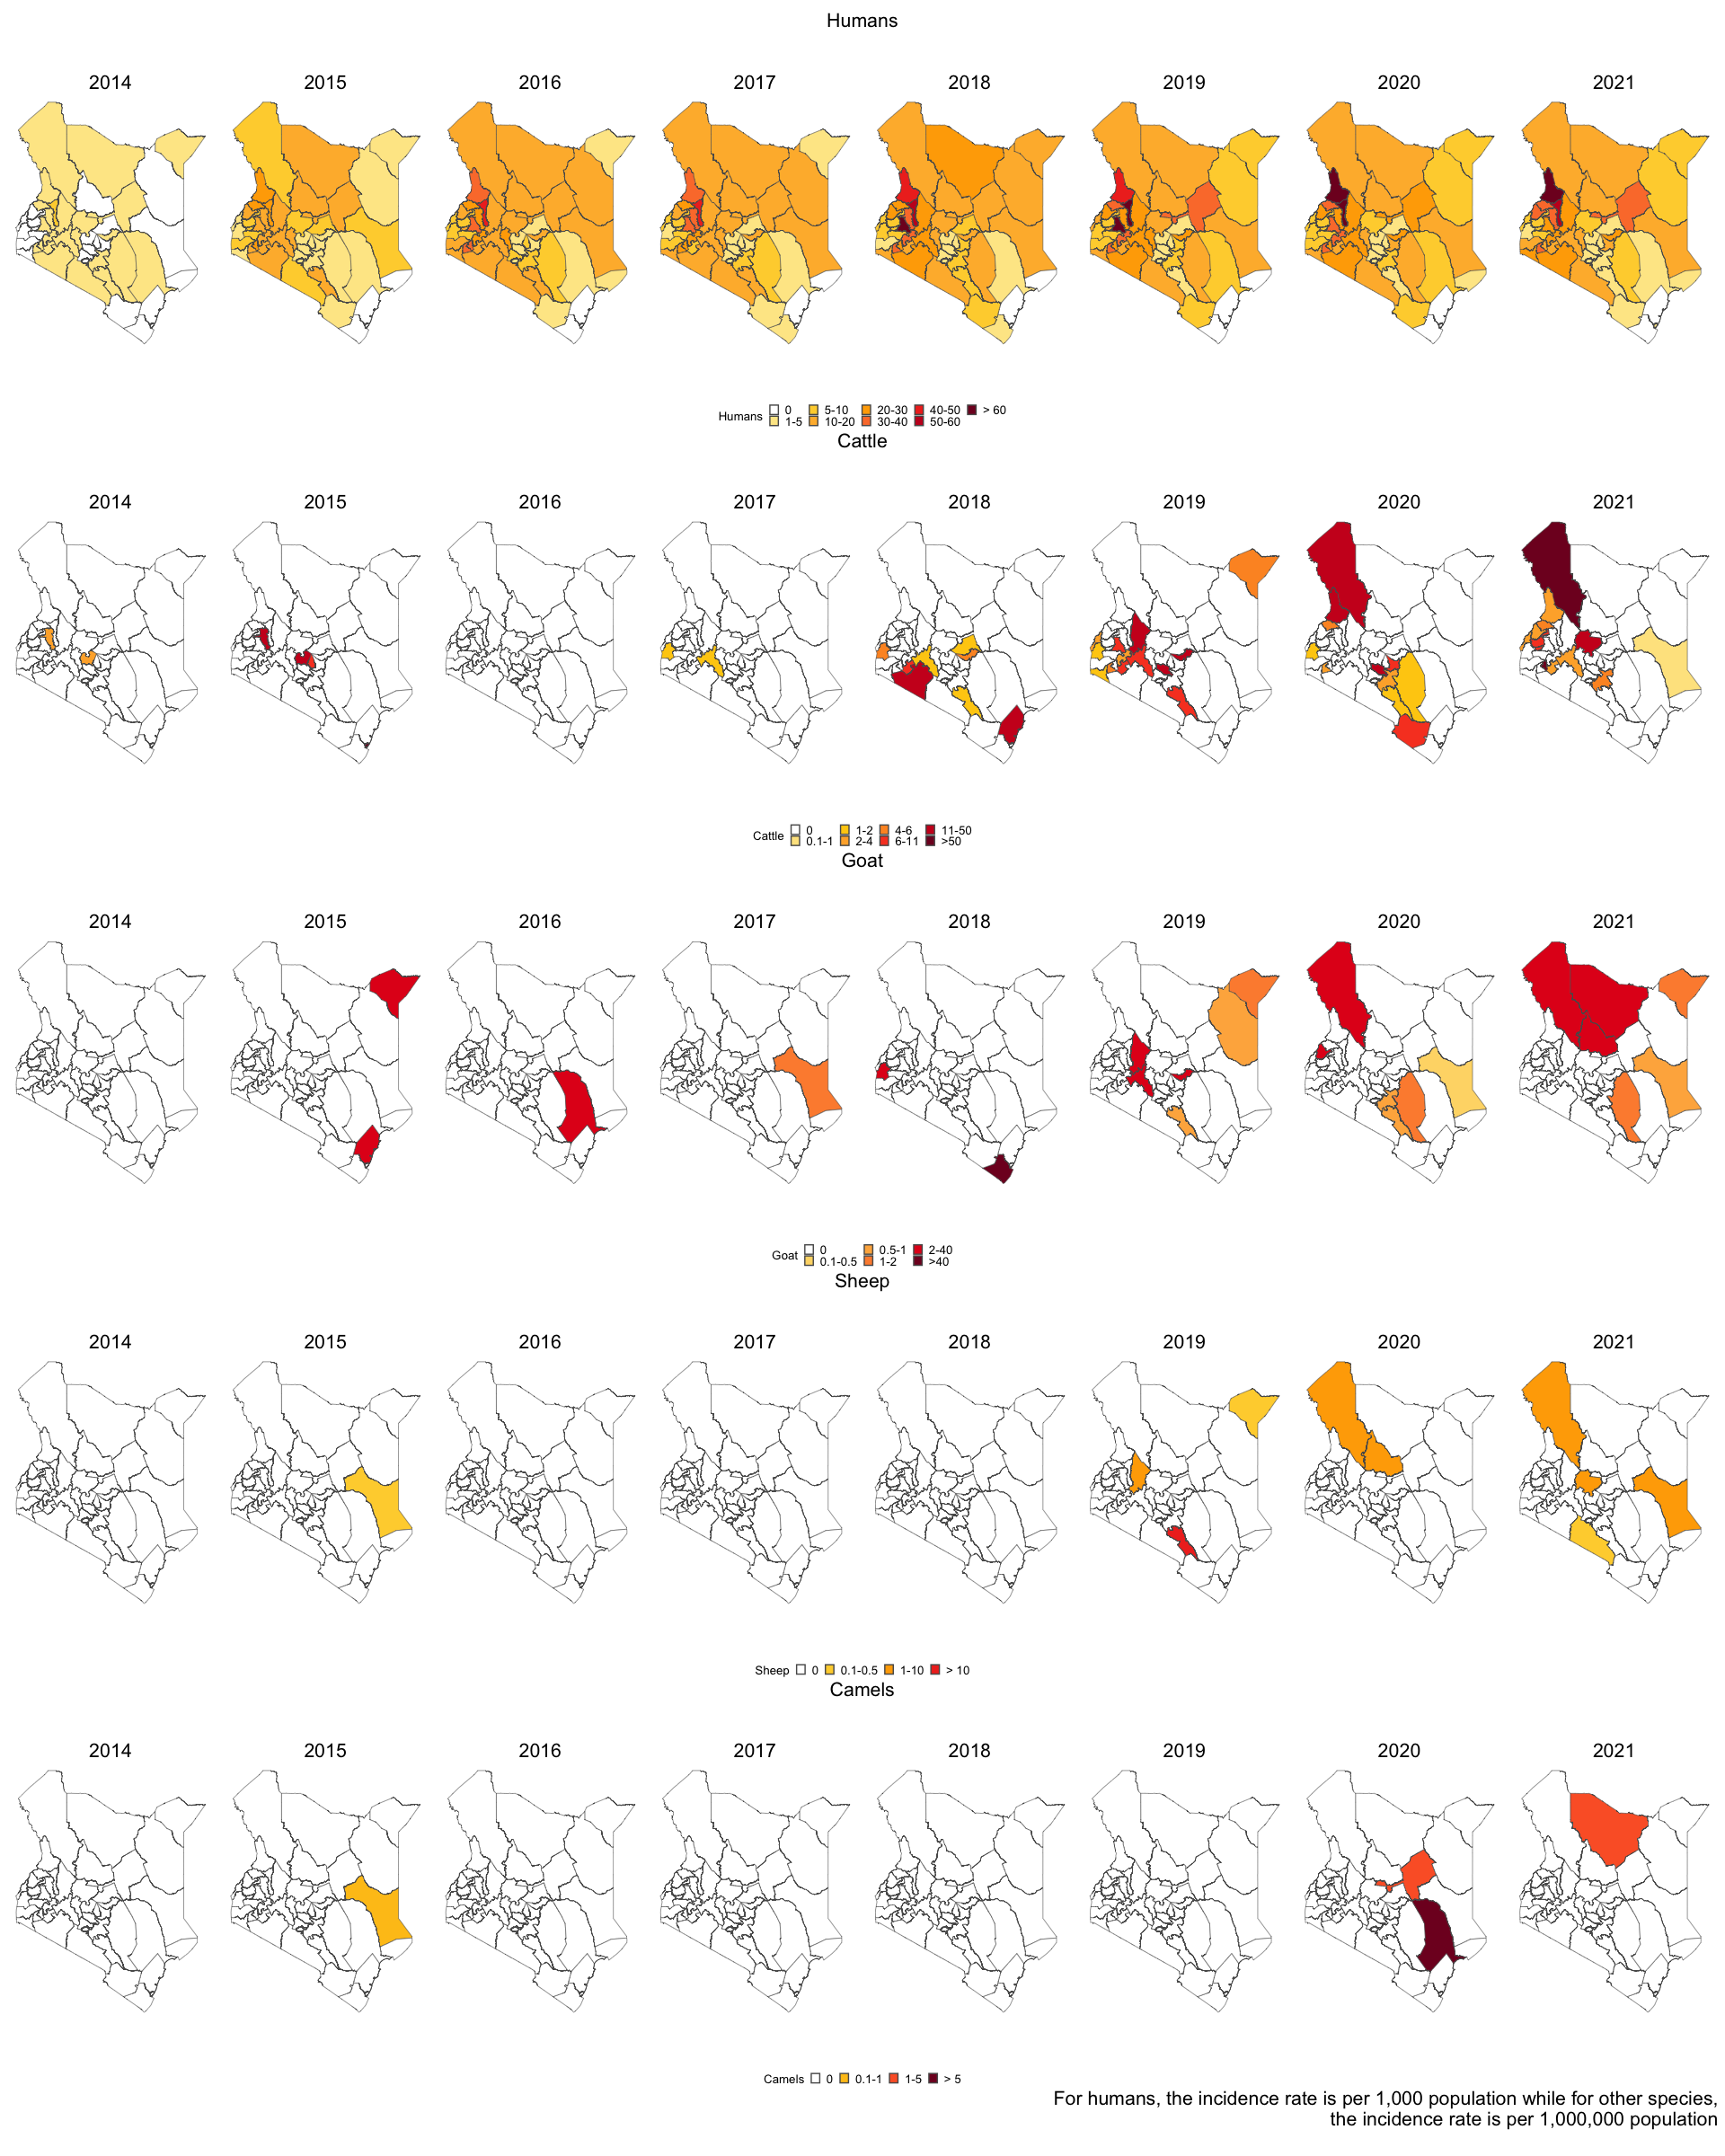 Humans
2014 2015 2016 2017 2018 2019 2020 2021
Humans 0 5-10 20-30 40-50 > 60
1-5 10-20 30-40 50-60
Cattle
2014 2015 2016 2017 2018 2019 2020 2021
Cattle 0 1-2 4-6 11-50
0.1-1 2-4 6-11 >50
Goat
2014 2015 2016 2017 2018 2019 2020 2021
Goat 0 0.5-1 2-40
0.1-0.5 1-2 >40
Sheep
2014 2015 2016 2017 2018 2019 2020 2021
Sheep 0 0.1-0.5 1-10 > 10
Camels
2014 2015 2016 2017 2018 2019 2020 2021
Camels 0 0.1-1 1-5 > 5
For humans, the incidence rate is per 1,000 population while for other species,
the incidence rate is per 1,000,000 population